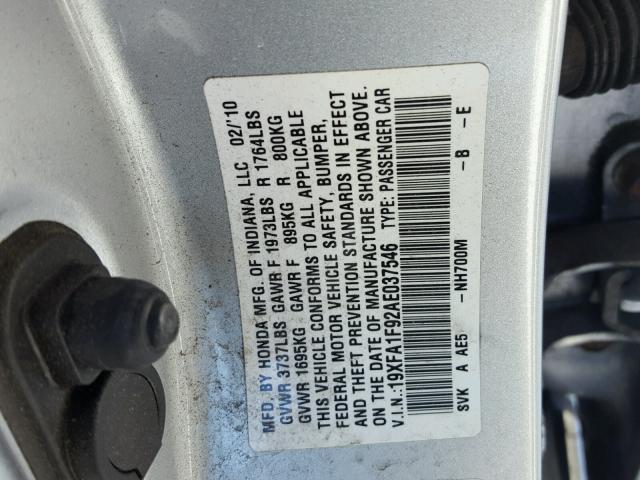 MFD. BY HONDA MFG. OF INDIANA, LLC 02/'10
GVWR 3737LBS GAWR F 1973LBS R 1764LBS
GVWR 1695KG GAWR F 895KG R 800KG
THIS VEHICLE CONFORMS TO ALL APPLICABLE
FEDERAL MOTOR VEHICLE SAFETY, BUMPER,
AND THEFT PREVENTION STANDARDS IN EFFECT
ON THE DATE OF MANUFACTURE SHOWN ABOVE.
V.I.N.:19XFA1F92AE037546 TYPE: PASSENGER CAR
SVK A AE5 -NH700M -B -E